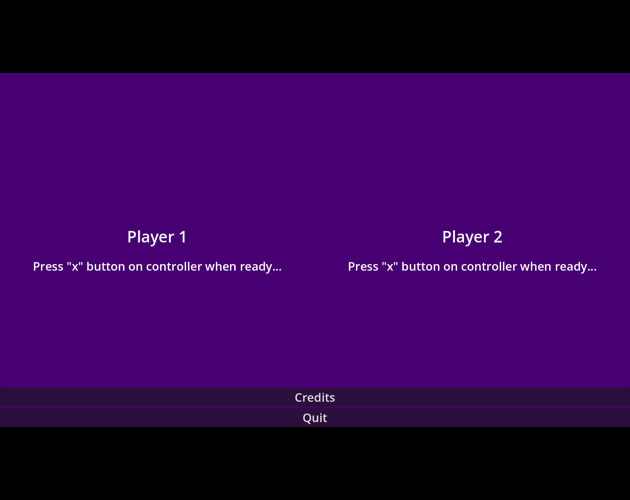 Player 1
Press "x" button on controller when ready...
Player 2
Press "x" button on controller when ready...
Credits
Quit